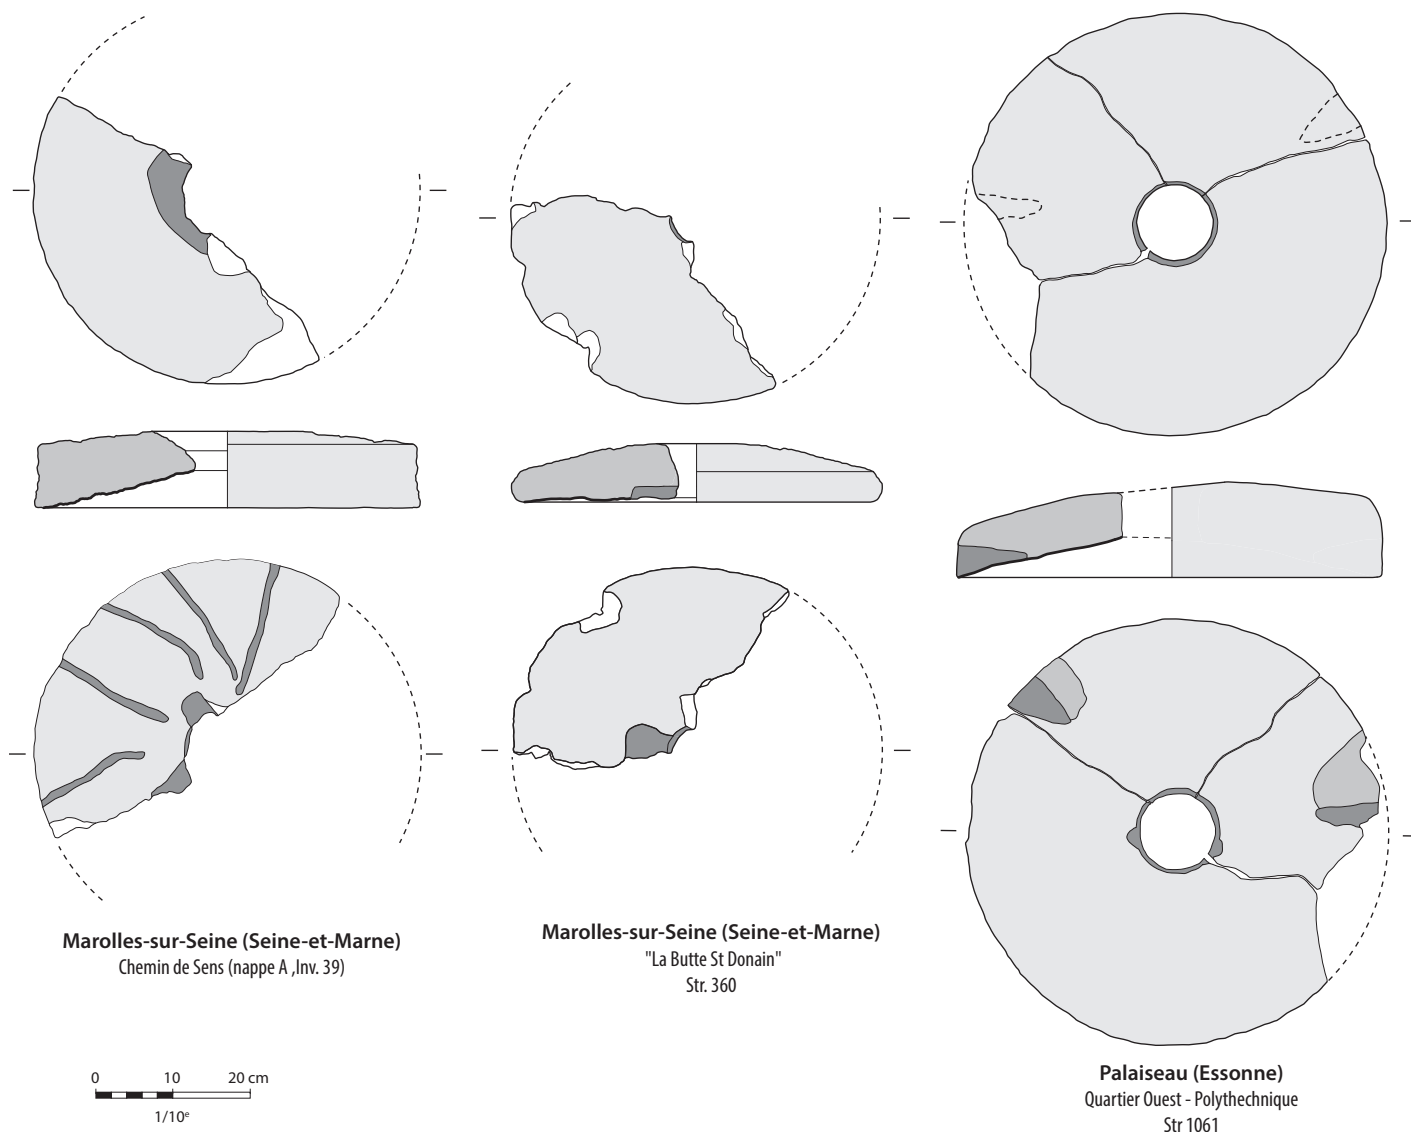 Marolles-sur-Seine (Seine-et-Marne)
Chemin de Sens (nappe A ,Inv. 39)
Marolles-sur-Seine (Seine-et-Marne)
"La Butte St Donain"
Str. 360
Palaiseau (Essonne)
Quartier Ouest - Polythechnique
Str 1061
0 10 20 cm
1/10e